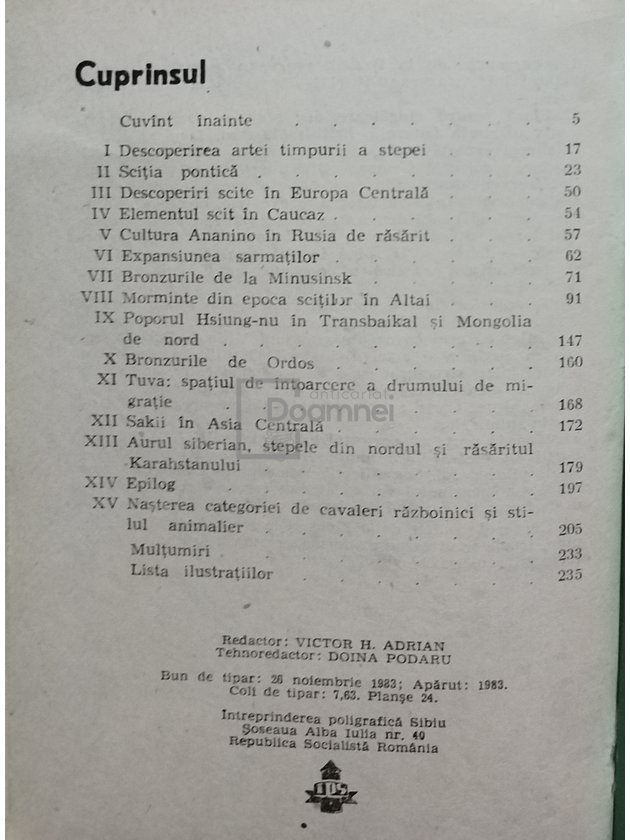 Cuprinsul
Cuvînt înainte . . . . . . . 5
I Descoperirea artei timpurii a stepei . . . 17
II Sciția pontică . . . . . . . 23
III Descoperiri scite în Europa Centrală . . . 50
IV Elementul scit în Caucaz . . . . . . 54
V Cultura Ananino în Rusia de răsărit . . . 57
VI Expansiunea sarmaților . . . . . . 62
VII Bronzurile de la Minusinsk . . . . . 71
VIII Morminte din epoca sciților în Altai . . . 91
IX Poporul Hsiung-nu în Transbaikal și Mongolia
de nord . . . . . . . . 147
X Bronzurile de Ordos . . . . . . 160
XI Tuva: spațiul de întoarcere a drumului de mi-
grație . . . . . . . . 168
XII Sakii în Asia Centrală . . . . . . 172
XIII Aurul siberian, stepele din nordul și răsăritul
Karahstanului . . . . . . . 179
XIV Epilog . . . . . . . . 197
XV Nașterea categoriei de cavaleri războinici și sti-
lul animalier . . . . . . . 205
Mulțumiri . . . . . . . 233
Lista ilustrațiilor . . . . . . 235
anticariat
Dogmnei
Redactor: VICTOR H. ADRIAN
Tehnoredactor: DOINA PODARU
Bun de tipar: 26 noiembrie 1983; Apărut: 1983.
Coli de tipar: 7,63. Planșe 24.
Întreprinderea poligrafică Sibiu
Șoseaua Alba Iulia nr. 40
Republica Socialistă România
IPS